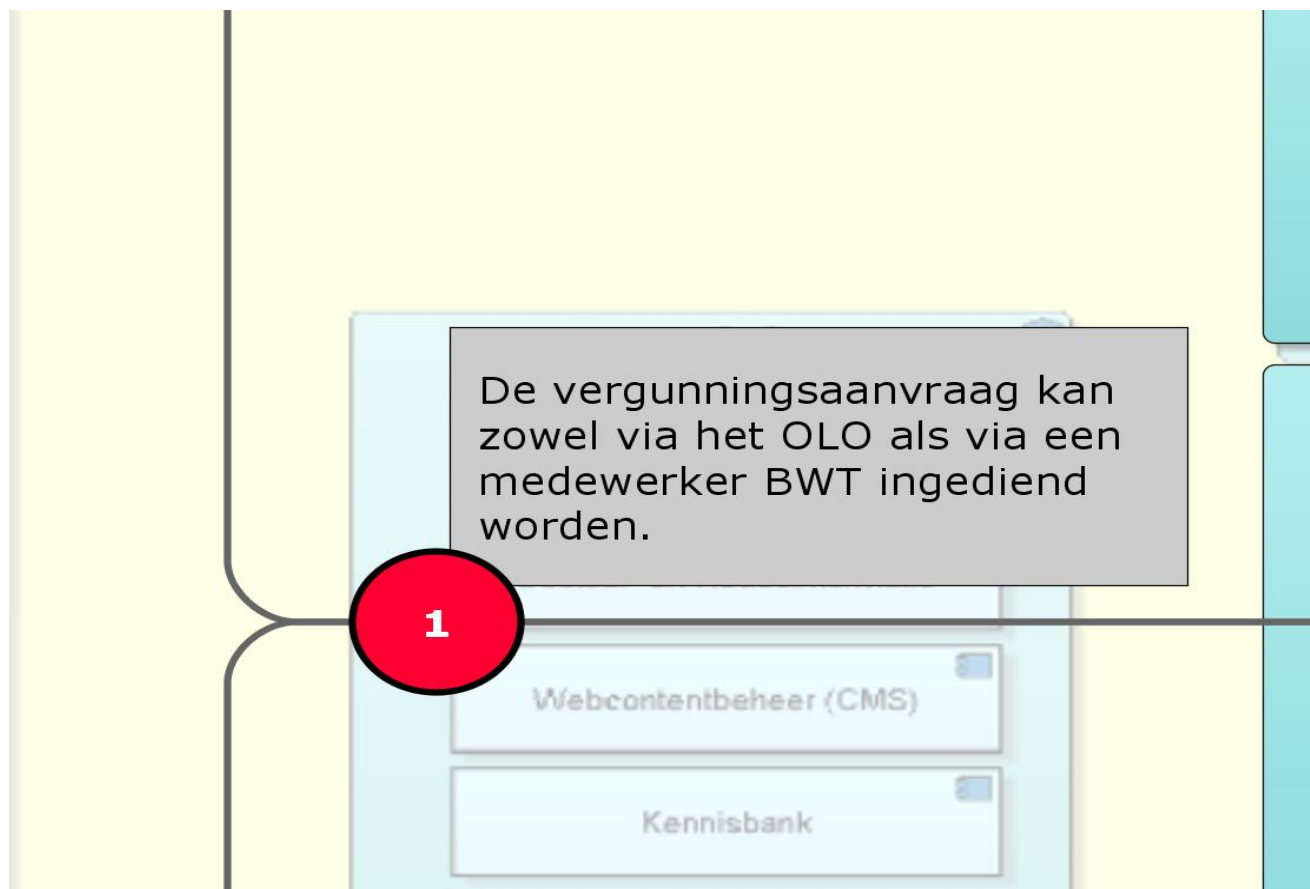 De vergunningsaanvraag kan
zowel via het OLO als via een
medewerker BWT ingediend
worden.
1
Webcontentbeheer (CMS)
Kennisbank